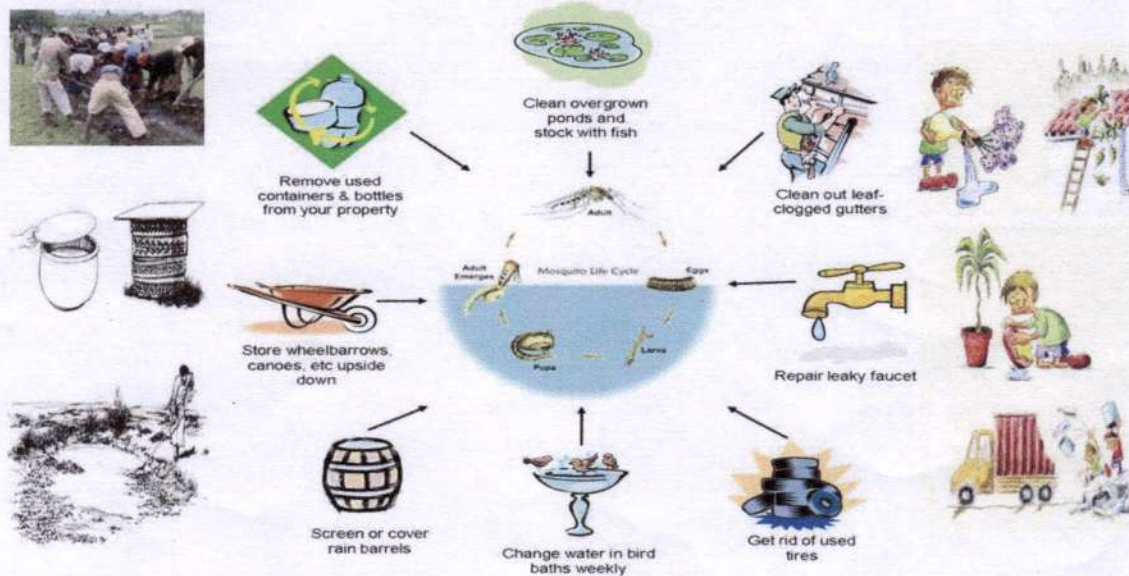 Clean overgrown
ponds and
stock with fish
Remove used
containers & bottles
from your property
Clean out leaf-
clogged gutters
Adult
Adult
Emerges
Mosquito Life Cycle
Eggs
Larva
Pupa
Store wheelbarrows,
canoes, etc upside
down
Repair leaky faucet
Screen or cover
rain barrels
Change water in bird
baths weekly
Get rid of used
tires